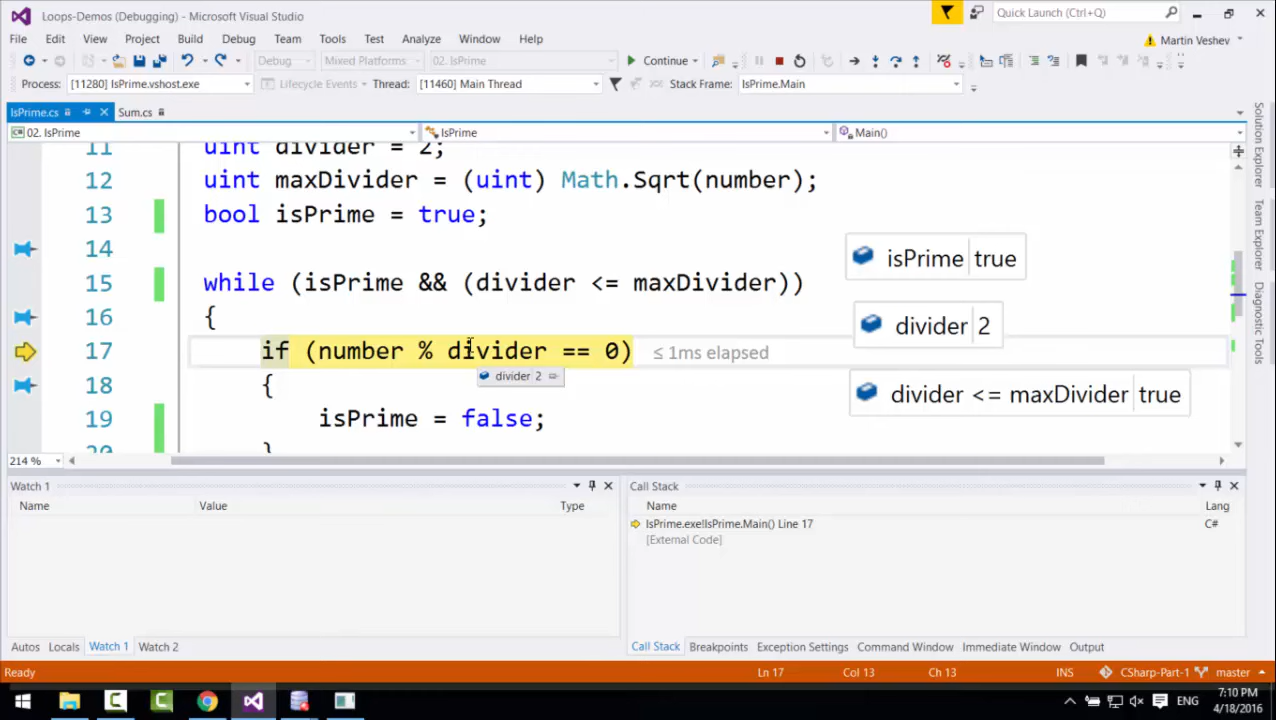 Loops-Demos (Debugging) - Microsoft Visual Studio
Quick Launch (Ctrl+Q)
File Edit View Project Build Debug Team Tools Test Analyze Window Help
Martin Veshev
Debug Mixed Platforms 02. IsPrime Continue
Process: [11280] IsPrime.vshost.exe Lifecycle Events Thread: [11460] Main Thread Stack Frame: IsPrime.Main
IsPrime.cs Sum.cs
02. IsPrime IsPrime Main()
11 uint divider = 2;
12 uint maxDivider = (uint) Math.Sqrt(number);
13 bool isPrime = true;
14
isPrime true
15 while (isPrime && (divider <= maxDivider))
16 {
divider 2
17 if (number % divider == 0) ≤ 1ms elapsed
divider 2
18 {
divider <= maxDivider true
19 isPrime = false;
20 }
214 %
Watch 1 Call Stack
Name Value Type Name Lang
IsPrime.exe!IsPrime.Main() Line 17 C#
[External Code]
Autos Locals Watch 1 Watch 2 Call Stack Breakpoints Exception Settings Command Window Immediate Window Output
Ready Ln 17 Col 13 Ch 13 INS CSharp-Part-1 master
ENG 7:10 PM
4/18/2016
Solution Explorer
Team Explorer
Diagnostic Tools